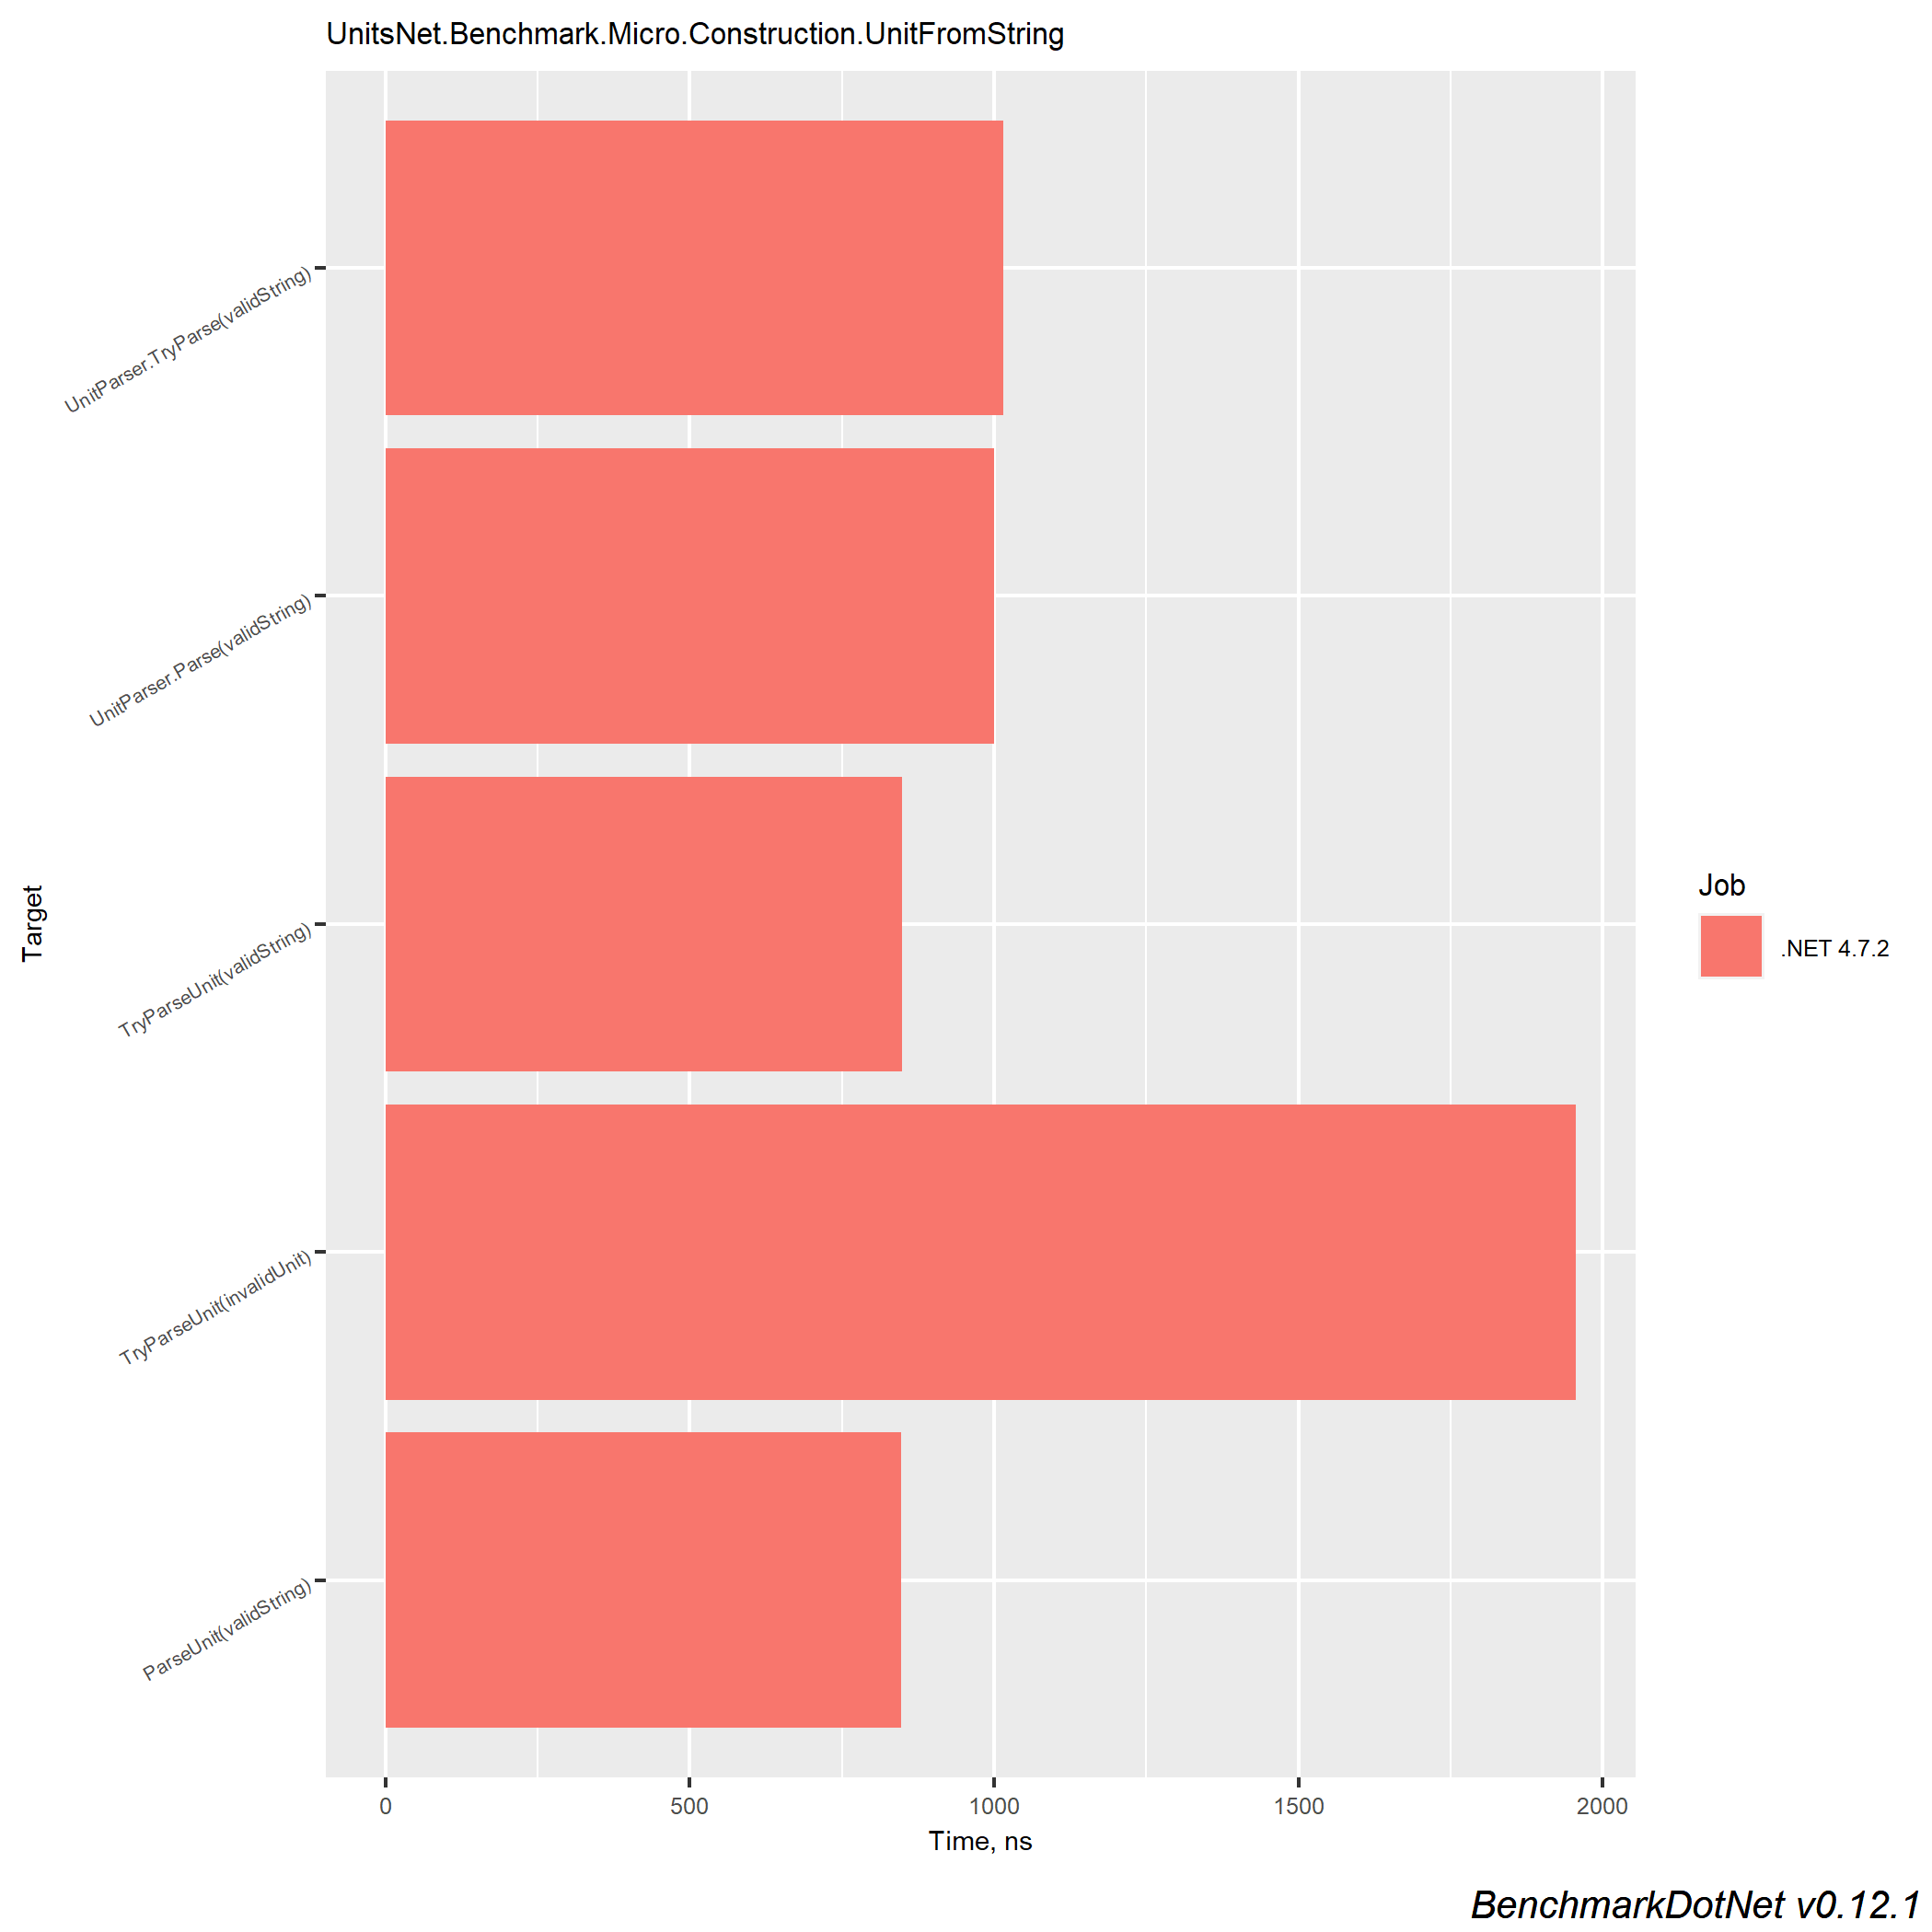 UnitsNet.Benchmark.Micro.Construction.UnitFromString
UnitParser.TryParse(validString)
UnitParser.Parse(validString)
TryParseUnit(validString)
TryParseUnit(invalidUnit)
ParseUnit(validString)
Target
0 500 1000 1500 2000
Time, ns
Job
.NET 4.7.2
BenchmarkDotNet v0.12.1